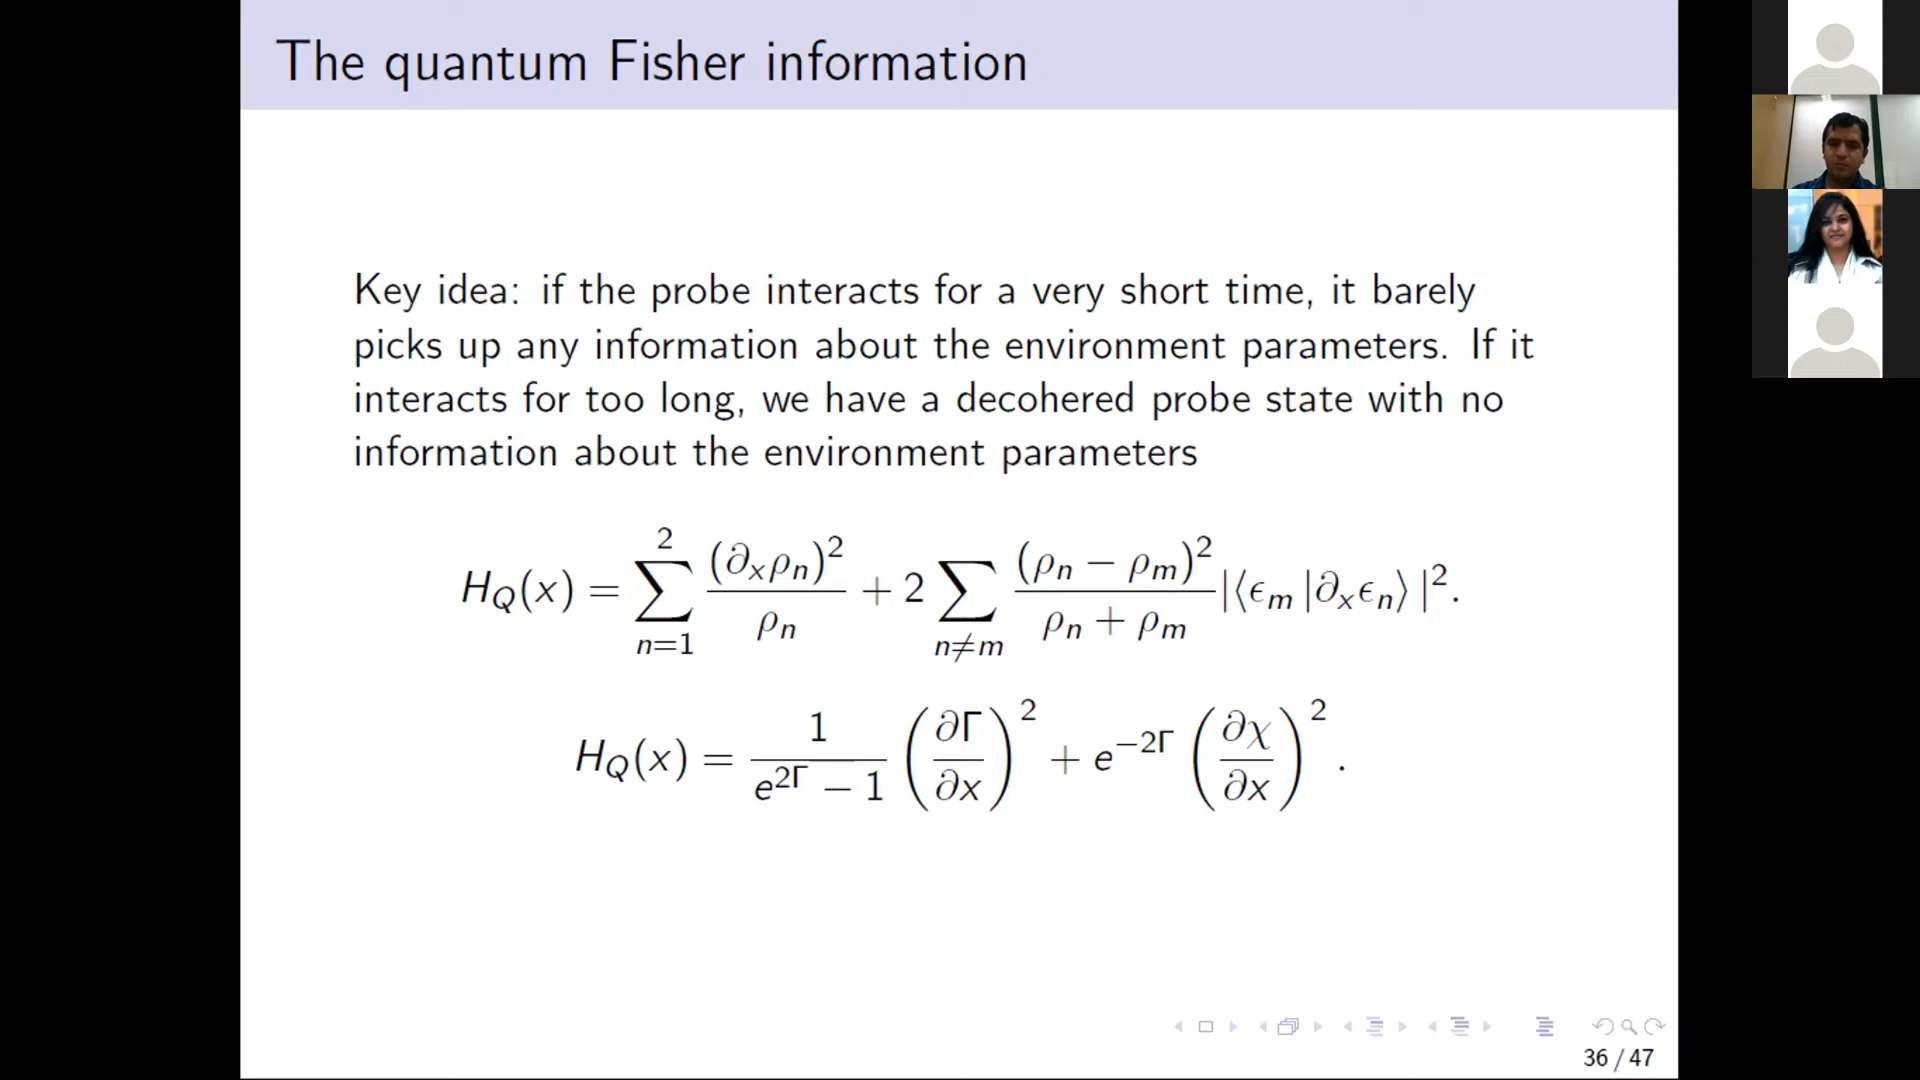 The quantum Fisher information
Key idea: if the probe interacts for a very short time, it barely
picks up any information about the environment parameters. If it
interacts for too long, we have a decohered probe state with no
information about the environment parameters
H_Q(x) = \sum_{n=1}^{2} \frac{(\partial_x \rho_n)^2}{\rho_n} + 2 \sum_{n \neq m} \frac{(\rho_n - \rho_m)^2}{\rho_n + \rho_m} |\langle \epsilon_m | \partial_x \epsilon_n \rangle|^2.
H_Q(x) = \frac{1}{e^{2\Gamma} - 1} \left( \frac{\partial \Gamma}{\partial x} \right)^2 + e^{-2\Gamma} \left( \frac{\partial \chi}{\partial x} \right)^2.
36 / 47